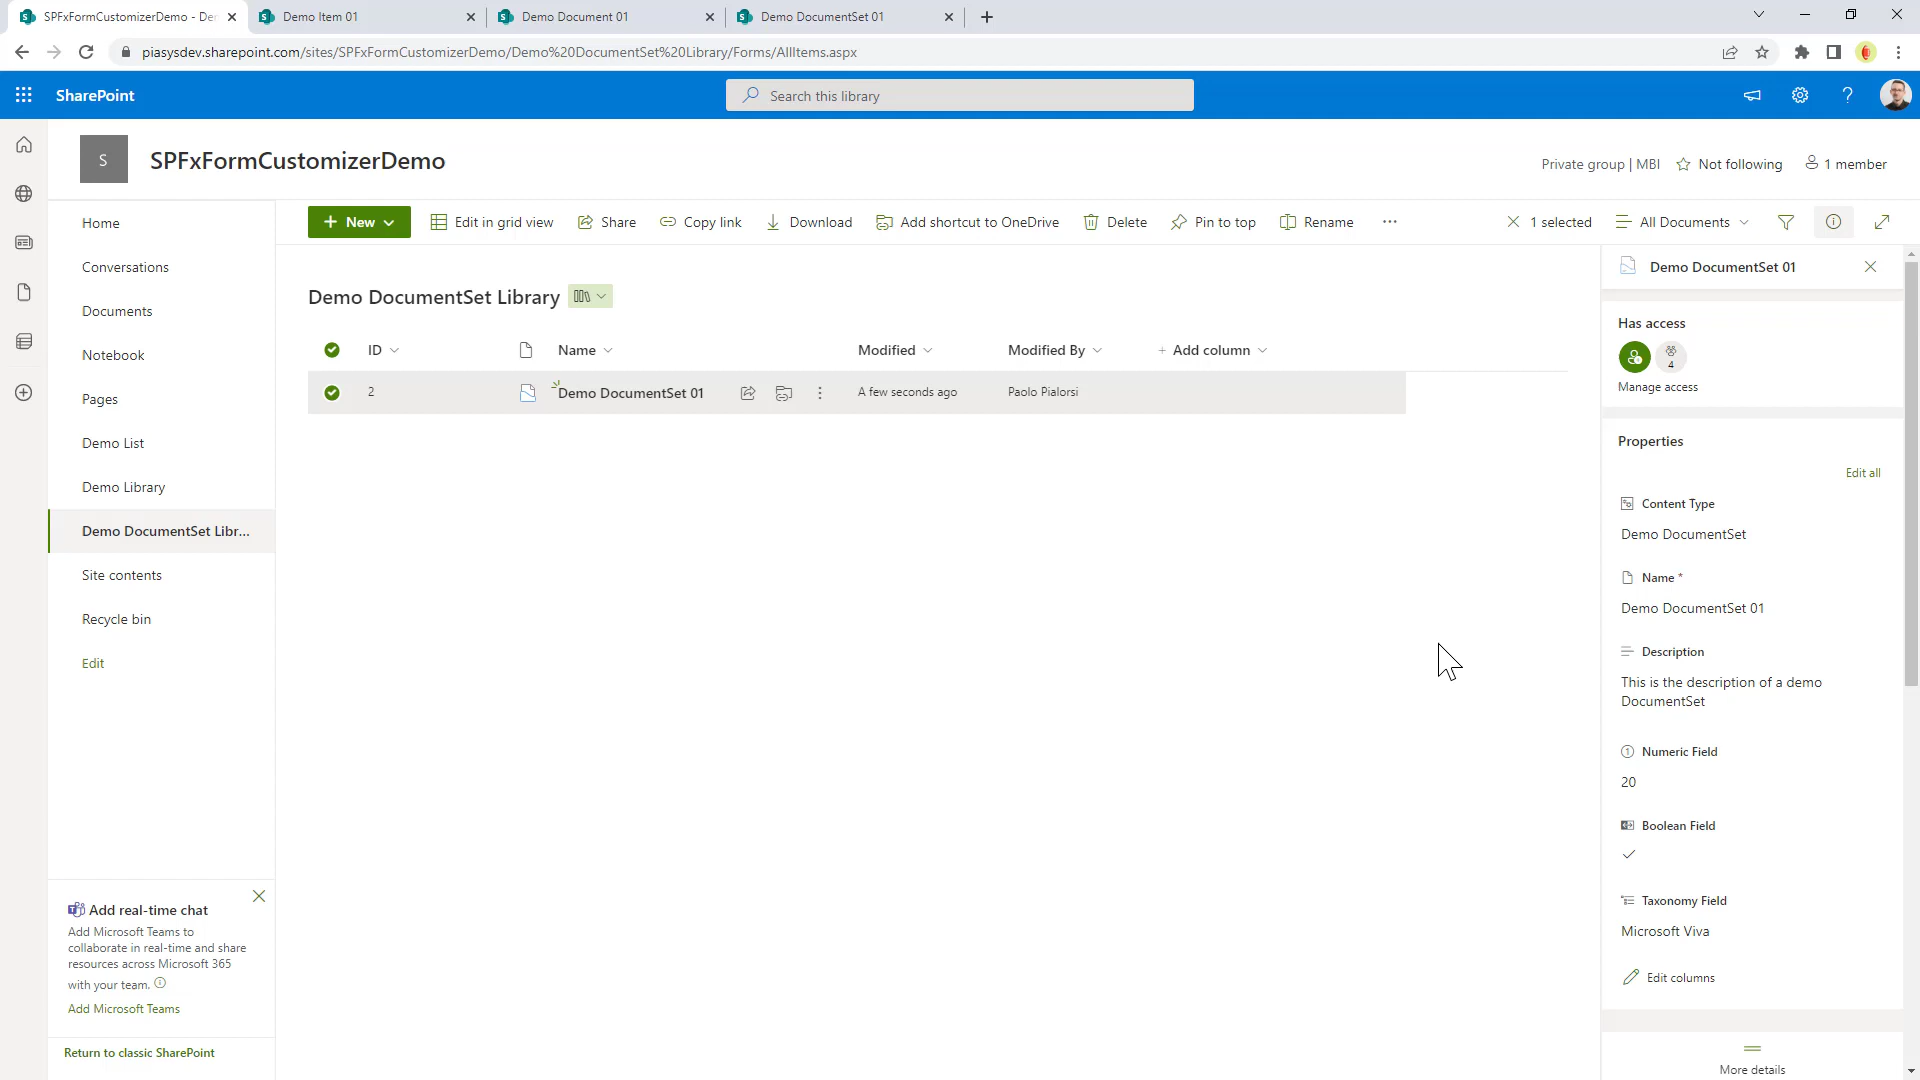 SPFxFormCustomizerDemo - Der
Demo Item 01
Demo Document 01
Demo DocumentSet 01
piasysdev.sharepoint.com/sites/SPFxFormCustomizerDemo/Demo%20DocumentSet%20Library/Forms/AllItems.aspx
SharePoint
Search this library
S
SPFxFormCustomizerDemo
Private group | MBI
Not following
1 member
New
Edit in grid view
Share
Copy link
Download
Add shortcut to OneDrive
Delete
Pin to top
Rename
1 selected
All Documents
Home
Conversations
Documents
Notebook
Pages
Demo List
Demo Library
Demo DocumentSet Libr...
Site contents
Recycle bin
Edit
Demo DocumentSet Library
ID
Name
Modified
Modified By
+ Add column
2
Demo DocumentSet 01
A few seconds ago
Paolo Pialorsi
Demo DocumentSet 01
Has access
4
Manage access
Properties
Edit all
Content Type
Demo DocumentSet
Name *
Demo DocumentSet 01
Description
This is the description of a demo
DocumentSet
Numeric Field
20
Boolean Field
Taxonomy Field
Microsoft Viva
Edit columns
More details
Add real-time chat
Add Microsoft Teams to
collaborate in real-time and share
resources across Microsoft 365
with your team.
Add Microsoft Teams
Return to classic SharePoint